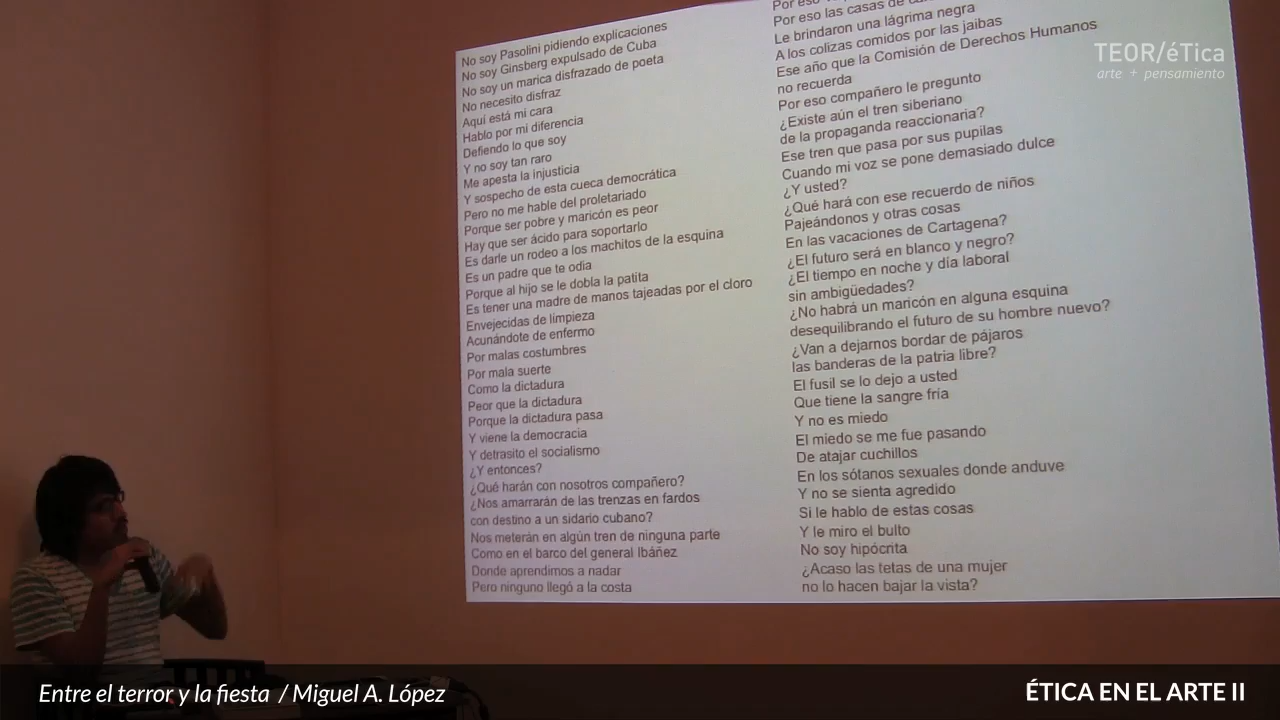 No soy Pasolini pidiendo explicaciones
No soy Ginsberg expulsado de Cuba
No soy un marica disfrazado de poeta
No necesito disfraz
Aquí está mi cara
Hablo por mi diferencia
Defiendo lo que soy
Y no soy tan raro
Me apesta la injusticia
Y sospecho de esta cueca democrática
Pero no me hable del proletariado
Porque ser pobre y maricón es peor
Hay que ser ácido para soportarlo
Es darle un rodeo a los machitos de la esquina
Es un padre que te odia
Porque al hijo se le dobla la patita
Es tener una madre de manos tajeadas por el cloro
Envejecidas de limpieza
Acunándote de enfermo
Por malas costumbres
Por mala suerte
Como la dictadura
Peor que la dictadura
Porque la dictadura pasa
Y viene la democracia
Y detrasito el socialismo
¿Y entonces?
¿Qué harán con nosotros compañero?
¿Nos amarrarán de las trenzas en fardos
con destino a un sidario cubano?
Nos meterán en algún tren de ninguna parte
Como en el barco del general Ibáñez
Donde aprendimos a nadar
Pero ninguno llegó a la costa
Por eso
Por eso las casas de
Le brindaron una lágrima negra
A los colizas comidos por las jaibas
Ese año que la Comisión de Derechos Humanos
no recuerda
Por eso compañero le pregunto
¿Existe aún el tren siberiano
de la propaganda reaccionaria?
Ese tren que pasa por sus pupilas
Cuando mi voz se pone demasiado dulce
¿Y usted?
¿Qué hará con ese recuerdo de niños
Pajeándonos y otras cosas
En las vacaciones de Cartagena?
¿El futuro será en blanco y negro?
¿El tiempo en noche y día laboral
sin ambigüedades?
¿No habrá un maricón en alguna esquina
desequilibrando el futuro de su hombre nuevo?
¿Van a dejarnos bordar de pájaros
las banderas de la patria libre?
El fusil se lo dejo a usted
Que tiene la sangre fría
Y no es miedo
El miedo se me fue pasando
De atajar cuchillos
En los sótanos sexuales donde anduve
Y no se sienta agredido
Si le hablo de estas cosas
Y le miro el bulto
No soy hipócrita
¿Acaso las tetas de una mujer
no lo hacen bajar la vista?
TEOR/éTica
arte + pensamiento
Entre el terror y la fiesta / Miguel A. López
ÉTICA EN EL ARTE II